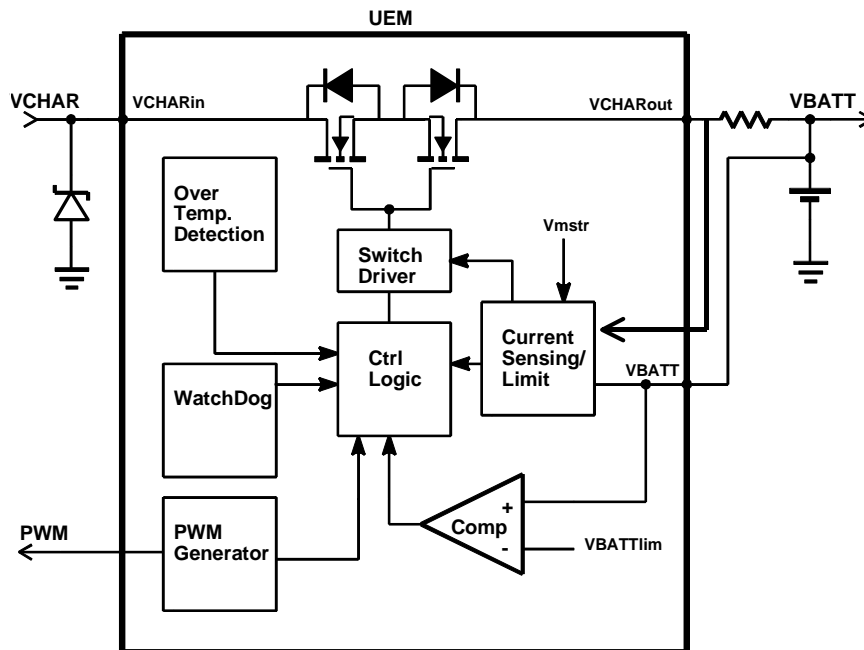 UEM
VCHAR
VCHARin
VCHARout
VBATT
Over
Temp.
Detection
Vmstr
Switch
Driver
Current
Sensing/
Limit
Ctrl
Logic
VBATT
WatchDog
PWM
PWM
Generator
+
Comp
-
VBATTlim